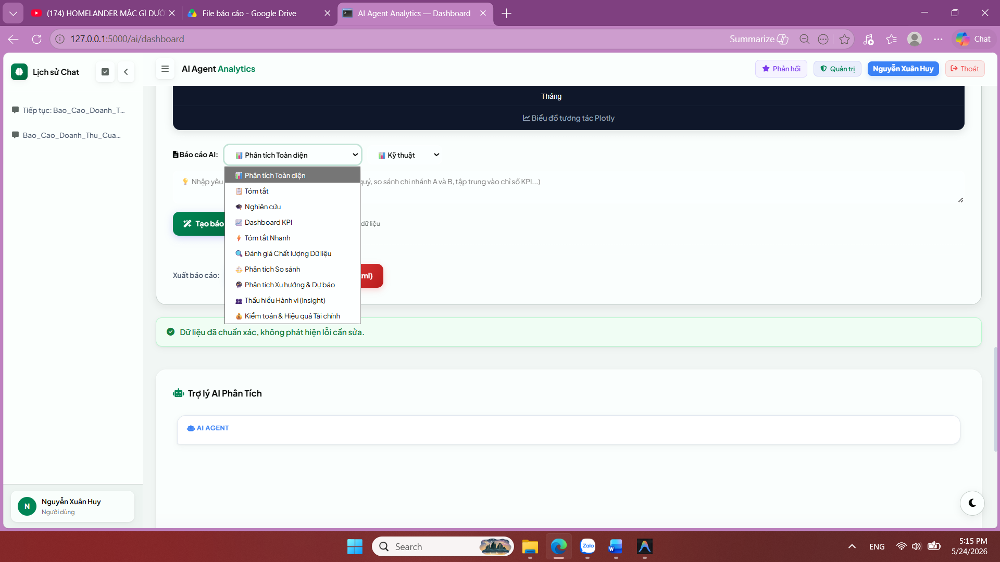 (174) HOMELANDER MẶC GÌ DƯỚ
File báo cáo - Google Drive
AI Agent Analytics — Dashboard
127.0.0.1:5000/ai/dashboard
Summarize
Chat
Lịch sử Chat
AI Agent Analytics
Phản hồi
Quản trị
Nguyễn Xuân Huy
Thoát
Tiếp tục: Bao_Cao_Doanh_T...
Bao_Cao_Doanh_Thu_Cua...
Tháng
Biểu đồ tương tác Plotly
Báo cáo AI:
Phân tích Toàn diện
Kỹ thuật
Phân tích Toàn diện
Tóm tắt
Nghiên cứu
Dashboard KPI
Tóm tắt Nhanh
Đánh giá Chất lượng Dữ liệu
Phân tích So sánh
Phân tích Xu hướng & Dự báo
Thấu hiểu Hành vi (Insight)
Kiểm toán & Hiệu quả Tài chính
Nhập yêu
quý, so sánh chi nhánh A và B, tập trung vào chỉ số KPI...)
Tạo báo
dữ liệu
Xuất báo cáo:
ml)
Dữ liệu đã chuẩn xác, không phát hiện lỗi cần sửa.
Trợ lý AI Phân Tích
AI AGENT
N
Nguyễn Xuân Huy
Người dùng
Search
Zalo
W
ENG
5:15 PM
5/24/2026